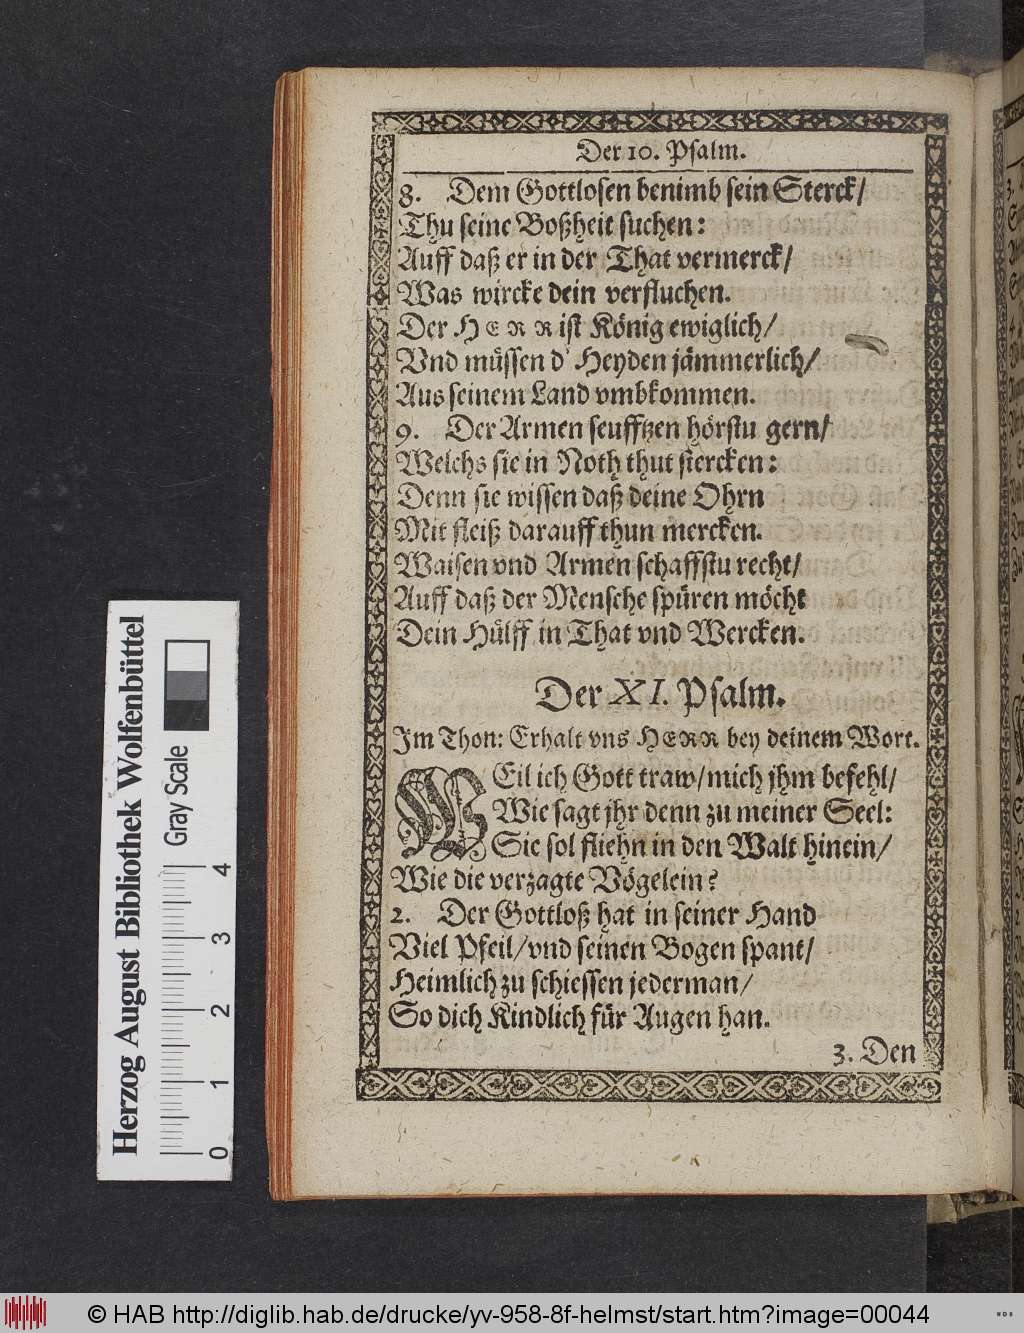 Der 10. Psalm.
8. Dem Gottlosen benimb sein Sterck/
Thu seine Boßheit suchen:
Auff daß er in der That vermerck/
Was wircke dein verfluchen.
Der HERR ist König ewiglich/
Vnd müssen d' Heyden jämmerlich/
Aus seinem Land vmbkommen.
9. Der Armen seufftzen hörstu gern/
Welchs sie in Noth thut stercken:
Denn sie wissen daß deine Ohrn
Mit fleiß darauff thun mercken.
Waisen vnd Armen schaffstu recht/
Auff daß der Mensche spüren möcht
Dein Hülff in That vnd Wercken.
Der XI. Psalm.
Im Thon: Erhalt vns HERR bey deinem Wort.
WEil ich Gott traw/mich jhm befehl/
Wie sagt jhr denn zu meiner Seel:
Sie sol fliehn in den Walt hinein/
Wie die verzagte Vögelein?
2. Der Gottloß hat in seiner Hand
Viel Pfeil/vnd seinen Bogen spant/
Heimlich zu schiessen jederman/
So dich Kindlich für Augen han.
3. Den
Herzog August Bibliothek Wolfenbüttel
Gray Scale
0 1 2 3 4
© HAB http://diglib.hab.de/drucke/yv-958-8f-helmst/start.htm?image=00044